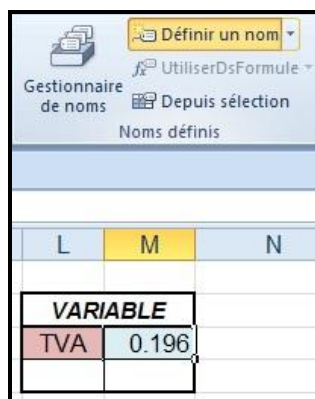 Définir un nom
UtiliserDsFormule
Gestionnaire
de noms
Depuis sélection
Noms définis
L M N
VARIABLE
TVA 0.196